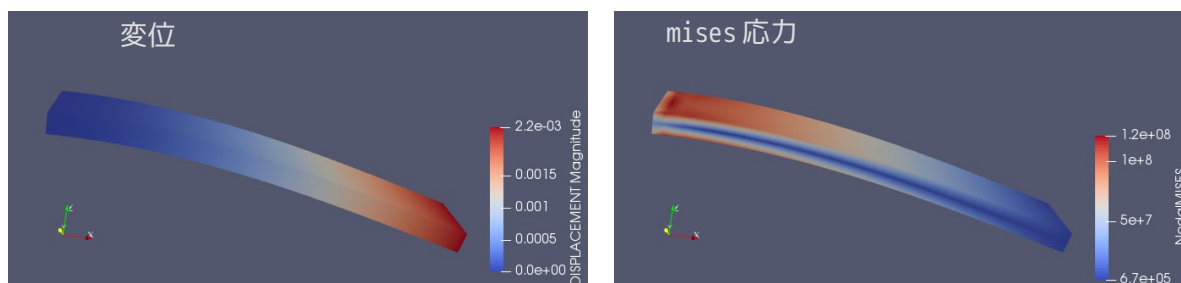 変位
2.2e-03
0.0015
0.001
0.0005
0.0e+00
DISPLACEMENT Magnitude
X
mises 応力
1.2e+08
1e+8
5e+7
6.7e+05
NodalMISES
X